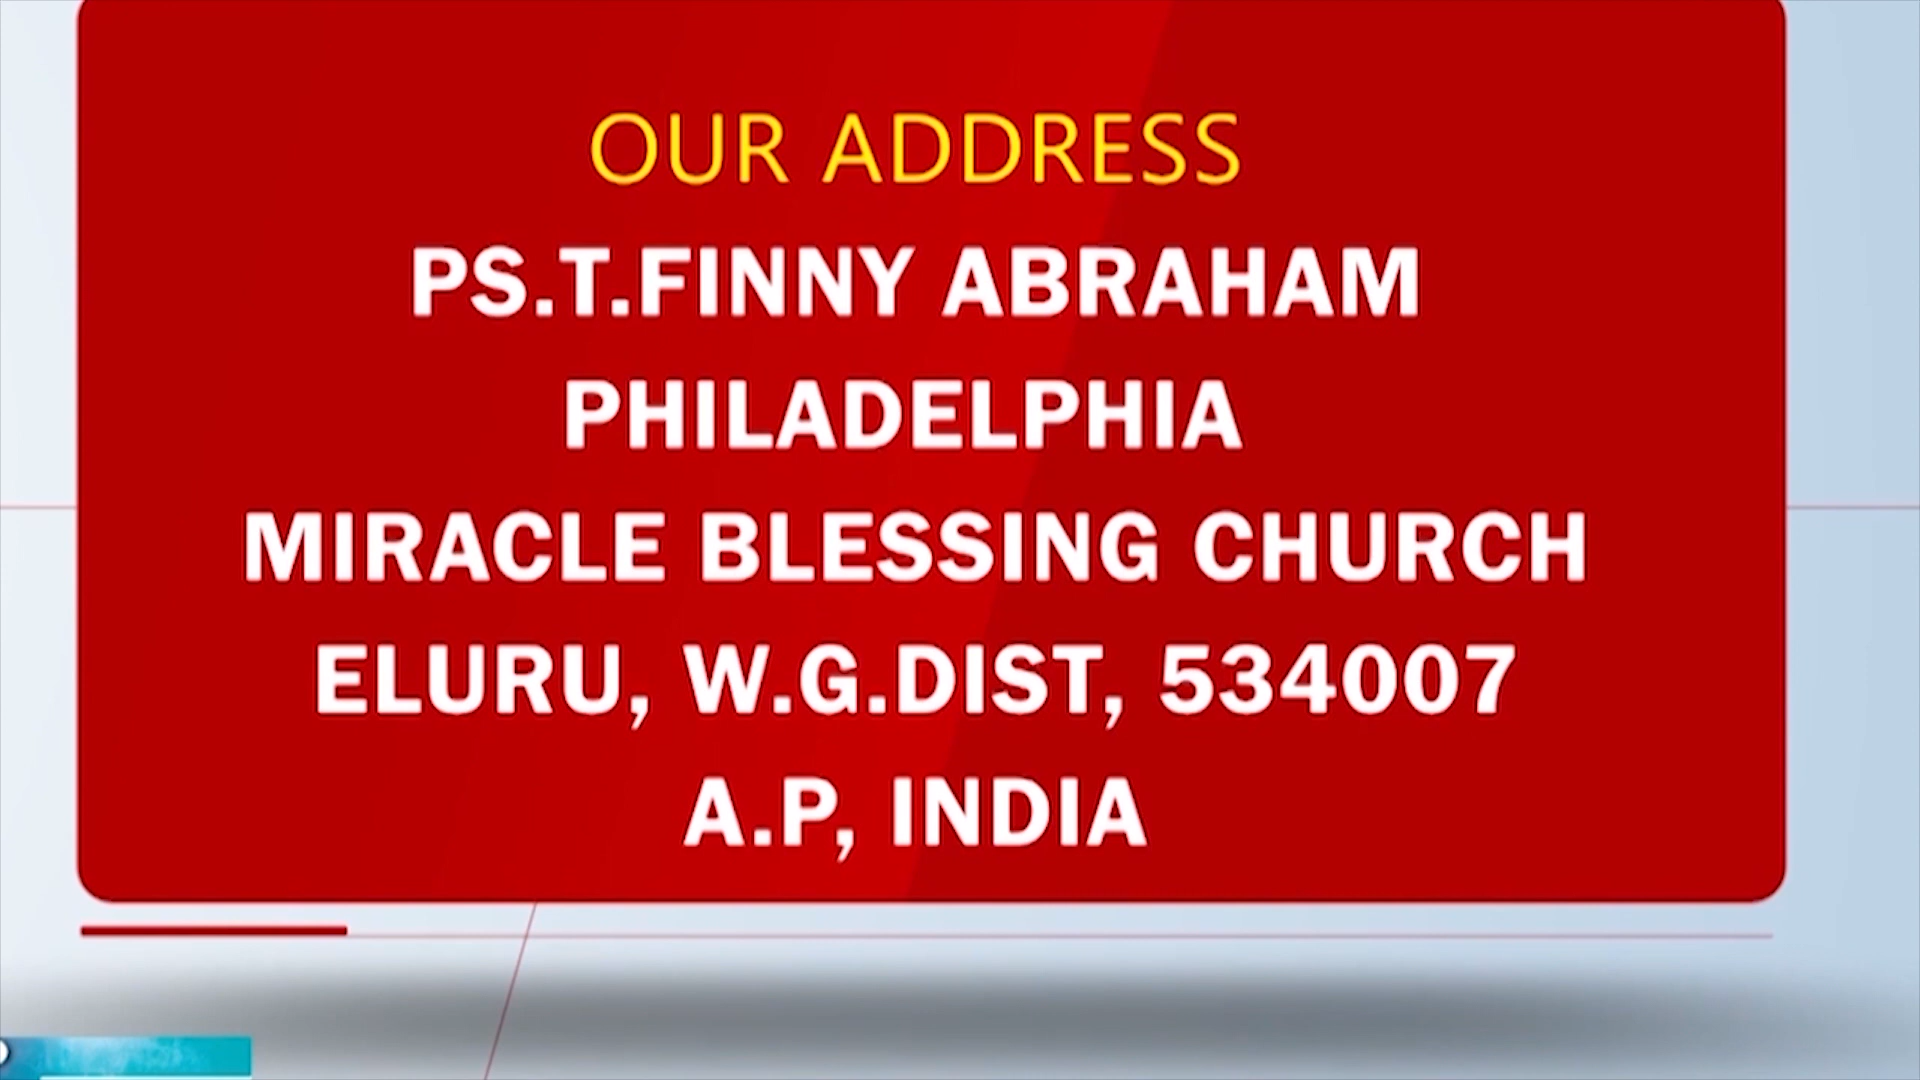 OUR ADDRESS
PS.T.FINNY ABRAHAM
PHILADELPHIA
MIRACLE BLESSING CHURCH
ELURU, W.G.DIST, 534007
A.P, INDIA